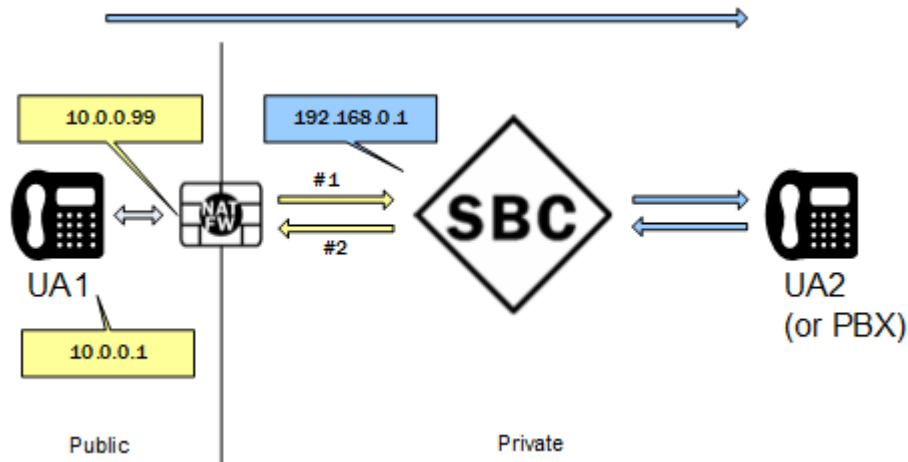 10.0.0.99
192.168.0.1
#1
NAT
FW
SBC
#2
UA1
UA2
(or PBX)
10.0.0.1
Public
Private